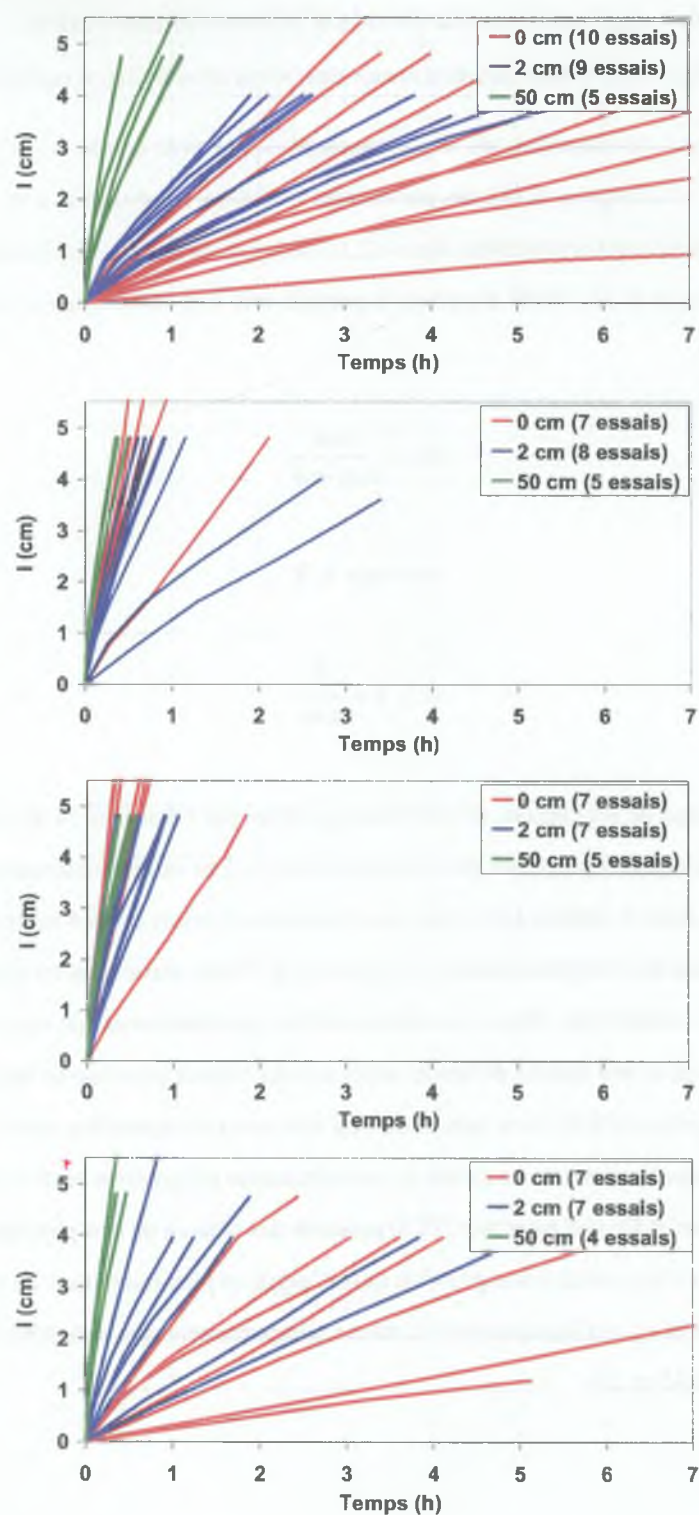 5
4
3
2
1
0
I (cm)
0 cm (10 essais)
2 cm (9 essais)
50 cm (5 essais)
0 1 2 3 4 5 6 7
Temps (h)
5
4
3
2
1
0
I (cm)
0 cm (7 essais)
2 cm (8 essais)
50 cm (5 essais)
0 1 2 3 4 5 6 7
Temps (h)
5
4
3
2
1
0
I (cm)
0 cm (7 essais)
2 cm (7 essais)
50 cm (5 essais)
0 1 2 3 4 5 6 7
Temps (h)
5
4
3
2
1
0
I (cm)
0 cm (7 essais)
2 cm (7 essais)
50 cm (4 essais)
0 1 2 3 4 5 6 7
Temps (h)